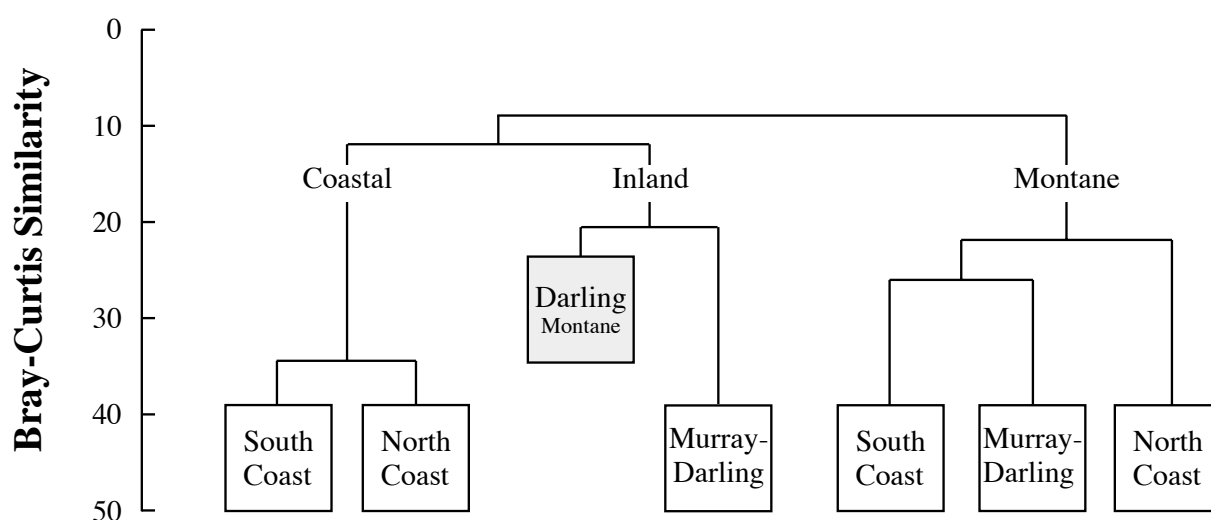 Bray-Curtis Similarity
0
10
20
30
40
50
Coastal
Inland
Montane
Darling
Montane
South
Coast
North
Coast
Murray-
Darling
South
Coast
Murray-
Darling
North
Coast